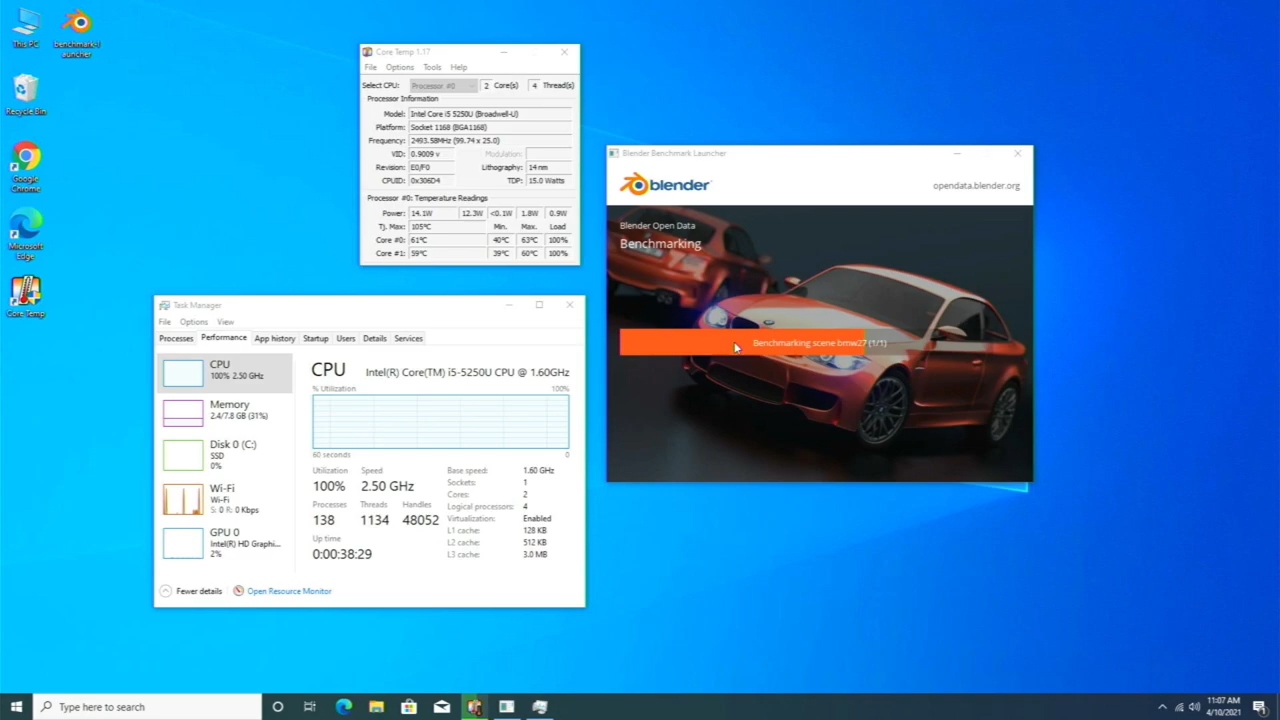 This PC
benchmark-l
auncher
Recycle Bin
Google
Chrome
Microsoft
Edge
Core Temp
Core Temp 1.17
File Options Tools Help
Select CPU: Processor #0 2 Core(s) 4 Thread(s)
Processor Information
Model: Intel Core i5 5250U (Broadwell-U)
Platform: Socket 1168 (BGA1168)
Frequency: 2493.58MHz (99.74 x 25.0)
VID: 0.9009 v Modulation:
Revision: E0/F0 Lithography: 14 nm
CPUID: 0x306D4 TDP: 15.0 Watts
Processor #0: Temperature Readings
Power: 14.1W 12.3W <0.1W 1.8W 0.9W
Tj. Max: 105°C Min. Max. Load
Core #0: 61°C 40°C 63°C 100%
Core #1: 59°C 39°C 60°C 100%
Blender Benchmark Launcher
blender
opendata.blender.org
Blender Open Data
Benchmarking
Benchmarking scene bmw27 (1/1)
Task Manager
File Options View
Processes Performance App history Startup Users Details Services
CPU
100% 2.50 GHz
Memory
2.4/7.8 GB (31%)
Disk 0 (C:)
SSD
0%
Wi-Fi
Wi-Fi
S: 0 R: 0 Kbps
GPU 0
Intel(R) HD Graphi...
2%
CPU Intel(R) Core(TM) i5-5250U CPU @ 1.60GHz
% Utilization 100%
60 seconds 0
Utilization Speed
100% 2.50 GHz
Processes Threads Handles
138 1134 48052
Up time
0:00:38:29
Base speed: 1.60 GHz
Sockets: 1
Cores: 2
Logical processors: 4
Virtualization: Enabled
L1 cache: 128 KB
L2 cache: 512 KB
L3 cache: 3.0 MB
Fewer details Open Resource Monitor
Type here to search
11:07 AM
4/10/2021
1